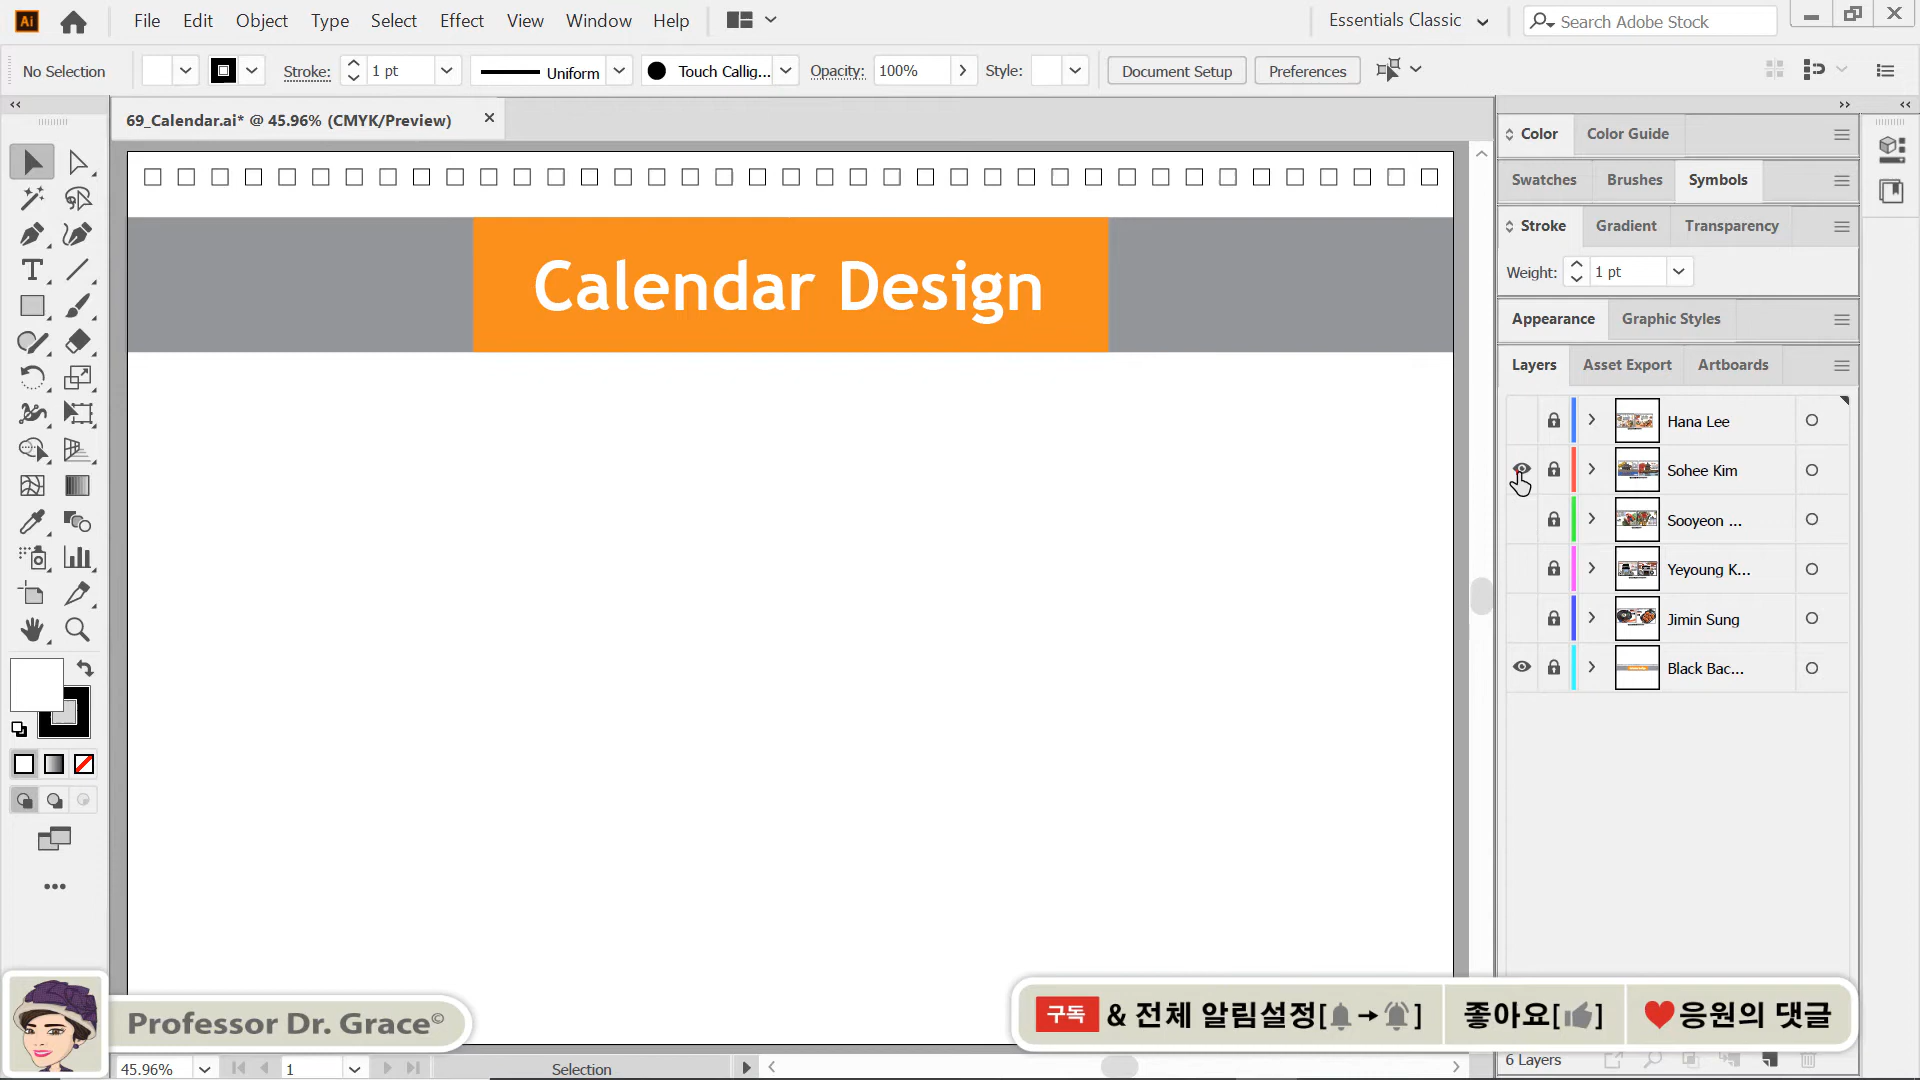 Ai File Edit Object Type Select Effect View Window Help Essentials Classic Search Adobe Stock
No Selection Stroke: 1 pt Uniform Touch Callig... Opacity: 100% Style: Document Setup Preferences
69_Calendar.ai* @ 45.96% (CMYK/Preview)
Calendar Design
Color Color Guide
Swatches Brushes Symbols
Stroke Gradient Transparency
Weight: 1 pt
Appearance Graphic Styles
Layers Asset Export Artboards
Hana Lee
Sohee Kim
Sooyeon ...
Yeyoung K...
Jimin Sung
Black Bac...
Professor Dr. Grace©
구독 & 전체 알림설정[→] 좋아요[] 응원의 댓글
45.96% 1 Selection
6 Layers